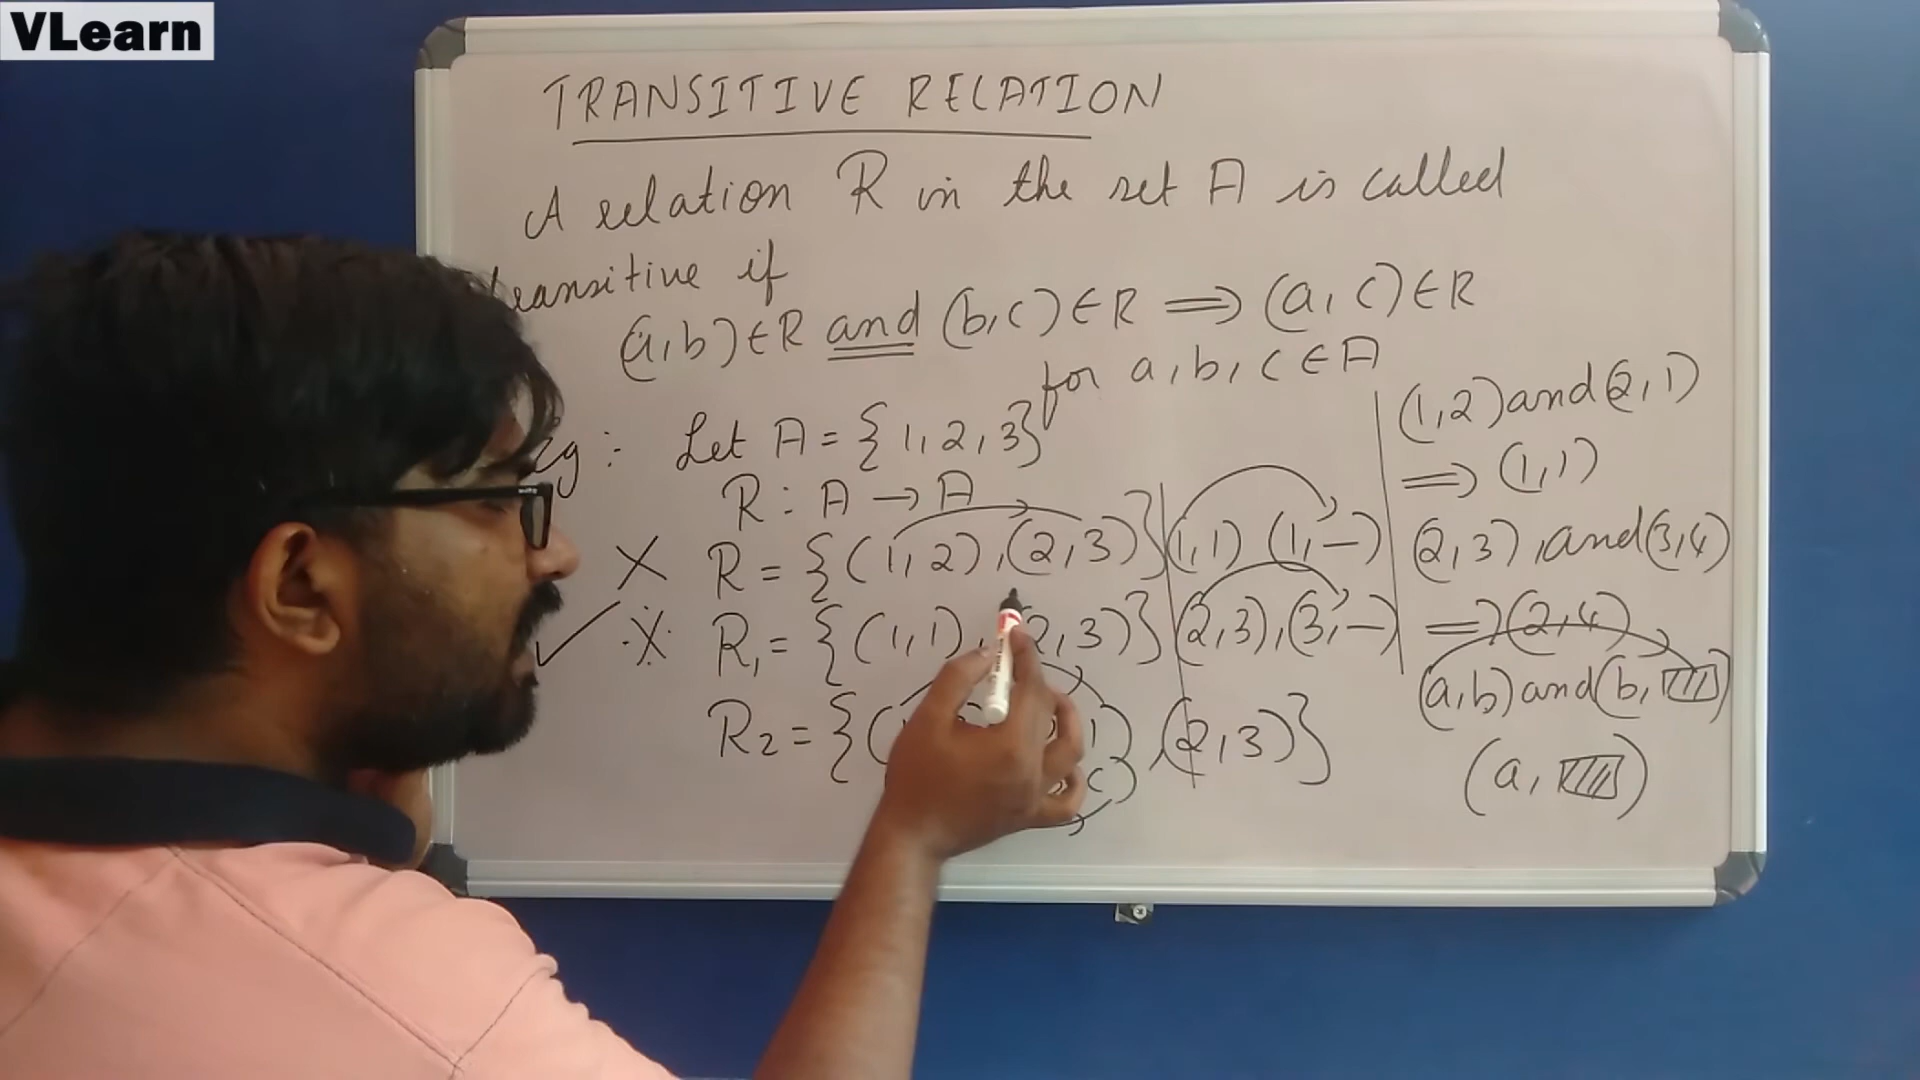 VLearn
TRANSITIVE RELATION
A relation R in the set A is called
transitive if
(a,b)∈R and (b,c)∈R ⟹ (a,c)∈R
for a,b,c∈A
Eg: Let A = {1,2,3}
R : A → A
X R = {(1,2),(2,3)}
R₁ = {(1,1), 2,3)}
R₂ = {( 1), (2,3)}
c)
(1,1) (1,–)
(2,3),(3,–)
(1,2) and (2,1)
⟹ (1,1)
(2,3), and (3,4)
⟹ (2,4)
(a,b) and (b,
(a,